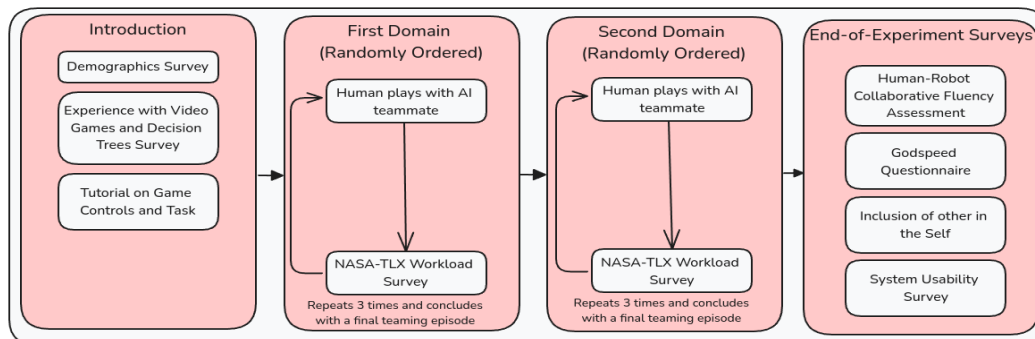 Introduction
Demographics Survey
Experience with Video
Games and Decision
Trees Survey
Tutorial on Game
Controls and Task
First Domain
(Randomly Ordered)
Human plays with AI
teammate
NASA-TLX Workload
Survey
Repeats 3 times and concludes
with a final teaming episode
Second Domain
(Randomly Ordered)
Human plays with AI
teammate
NASA-TLX Workload
Survey
Repeats 3 times and concludes
with a final teaming episode
End-of-Experiment Surveys
Human-Robot
Collaborative Fluency
Assessment
Godspeed
Questionnaire
Inclusion of other in
the Self
System Usability
Survey